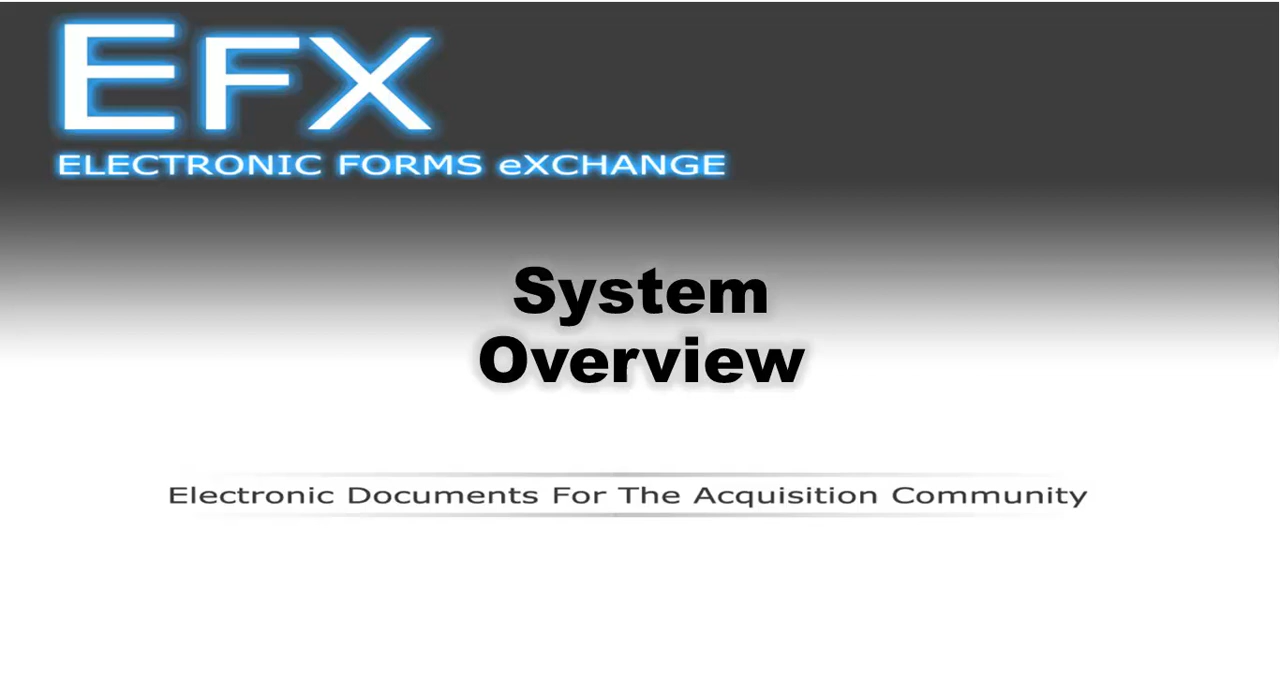 EFX
ELECTRONIC FORMS eXCHANGE
System
Overview
Electronic Documents For The Acquisition Community